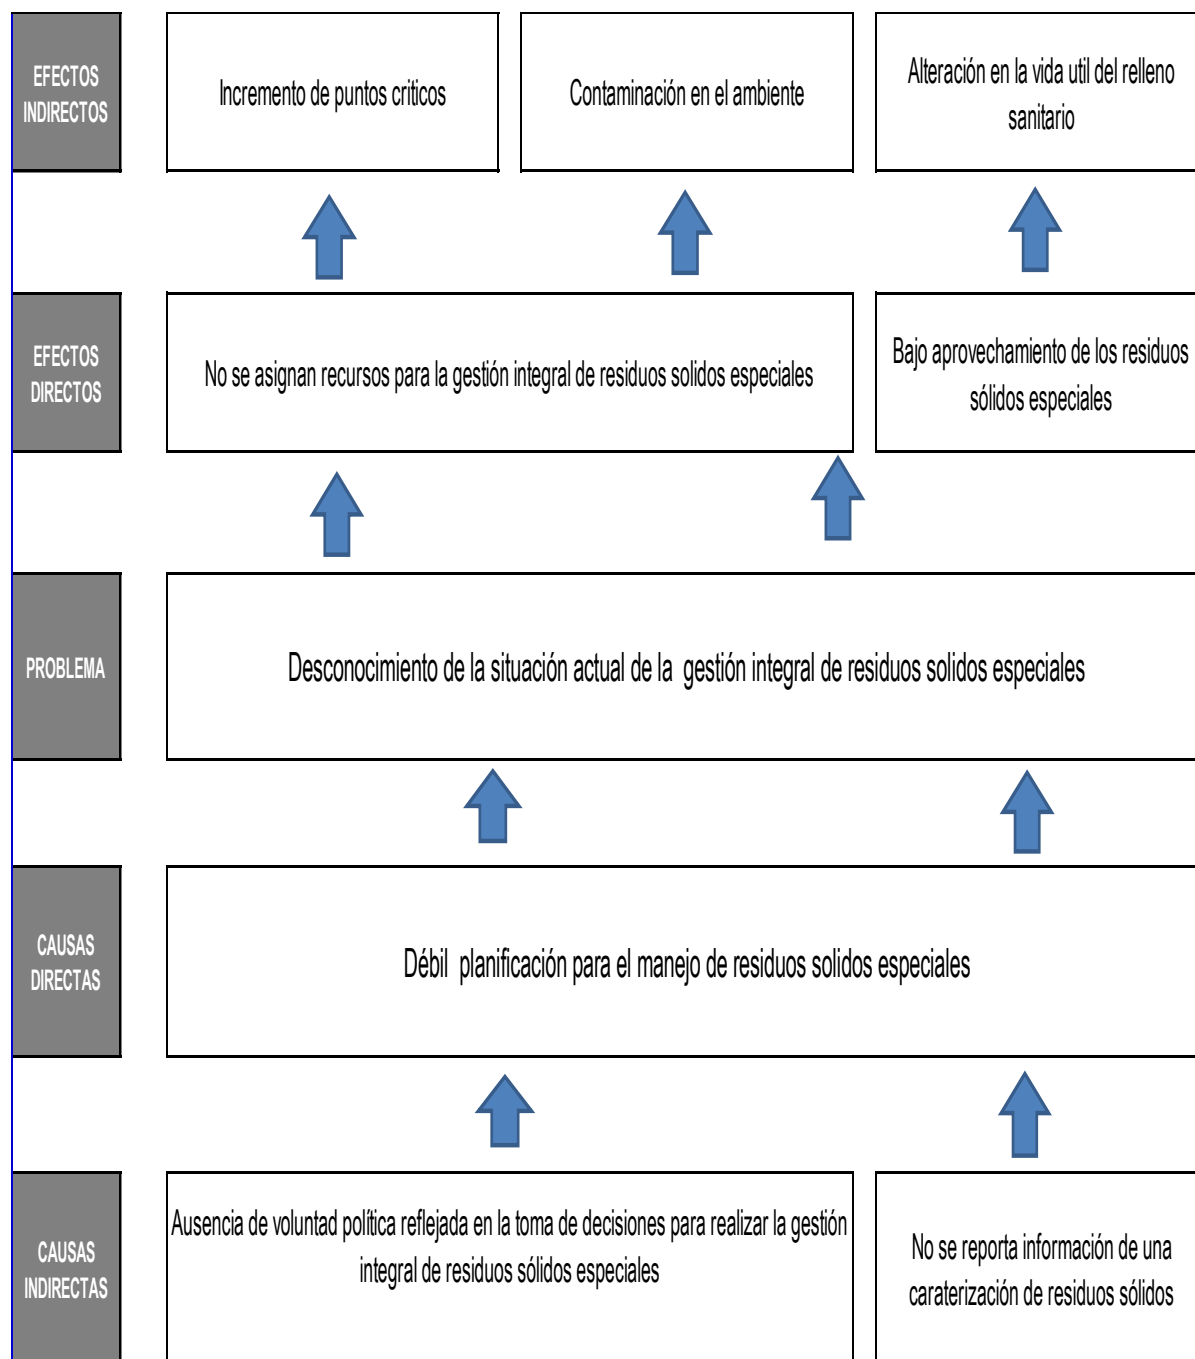 EFECTOS
INDIRECTOS
Incremento de puntos criticos
Contaminación en el ambiente
Alteración en la vida util del relleno
sanitario
EFECTOS
DIRECTOS
No se asignan recursos para la gestión integral de residuos solidos especiales
Bajo aprovechamiento de los residuos
sólidos especiales
PROBLEMA
Desconocimiento de la situación actual de la  gestión integral de residuos solidos especiales
CAUSAS
DIRECTAS
Débil  planificación para el manejo de residuos solidos especiales
CAUSAS
INDIRECTAS
Ausencia de voluntad política reflejada en la toma de decisiones para realizar la gestión
integral de residuos sólidos especiales
No se reporta información de una
caraterización de residuos sólidos